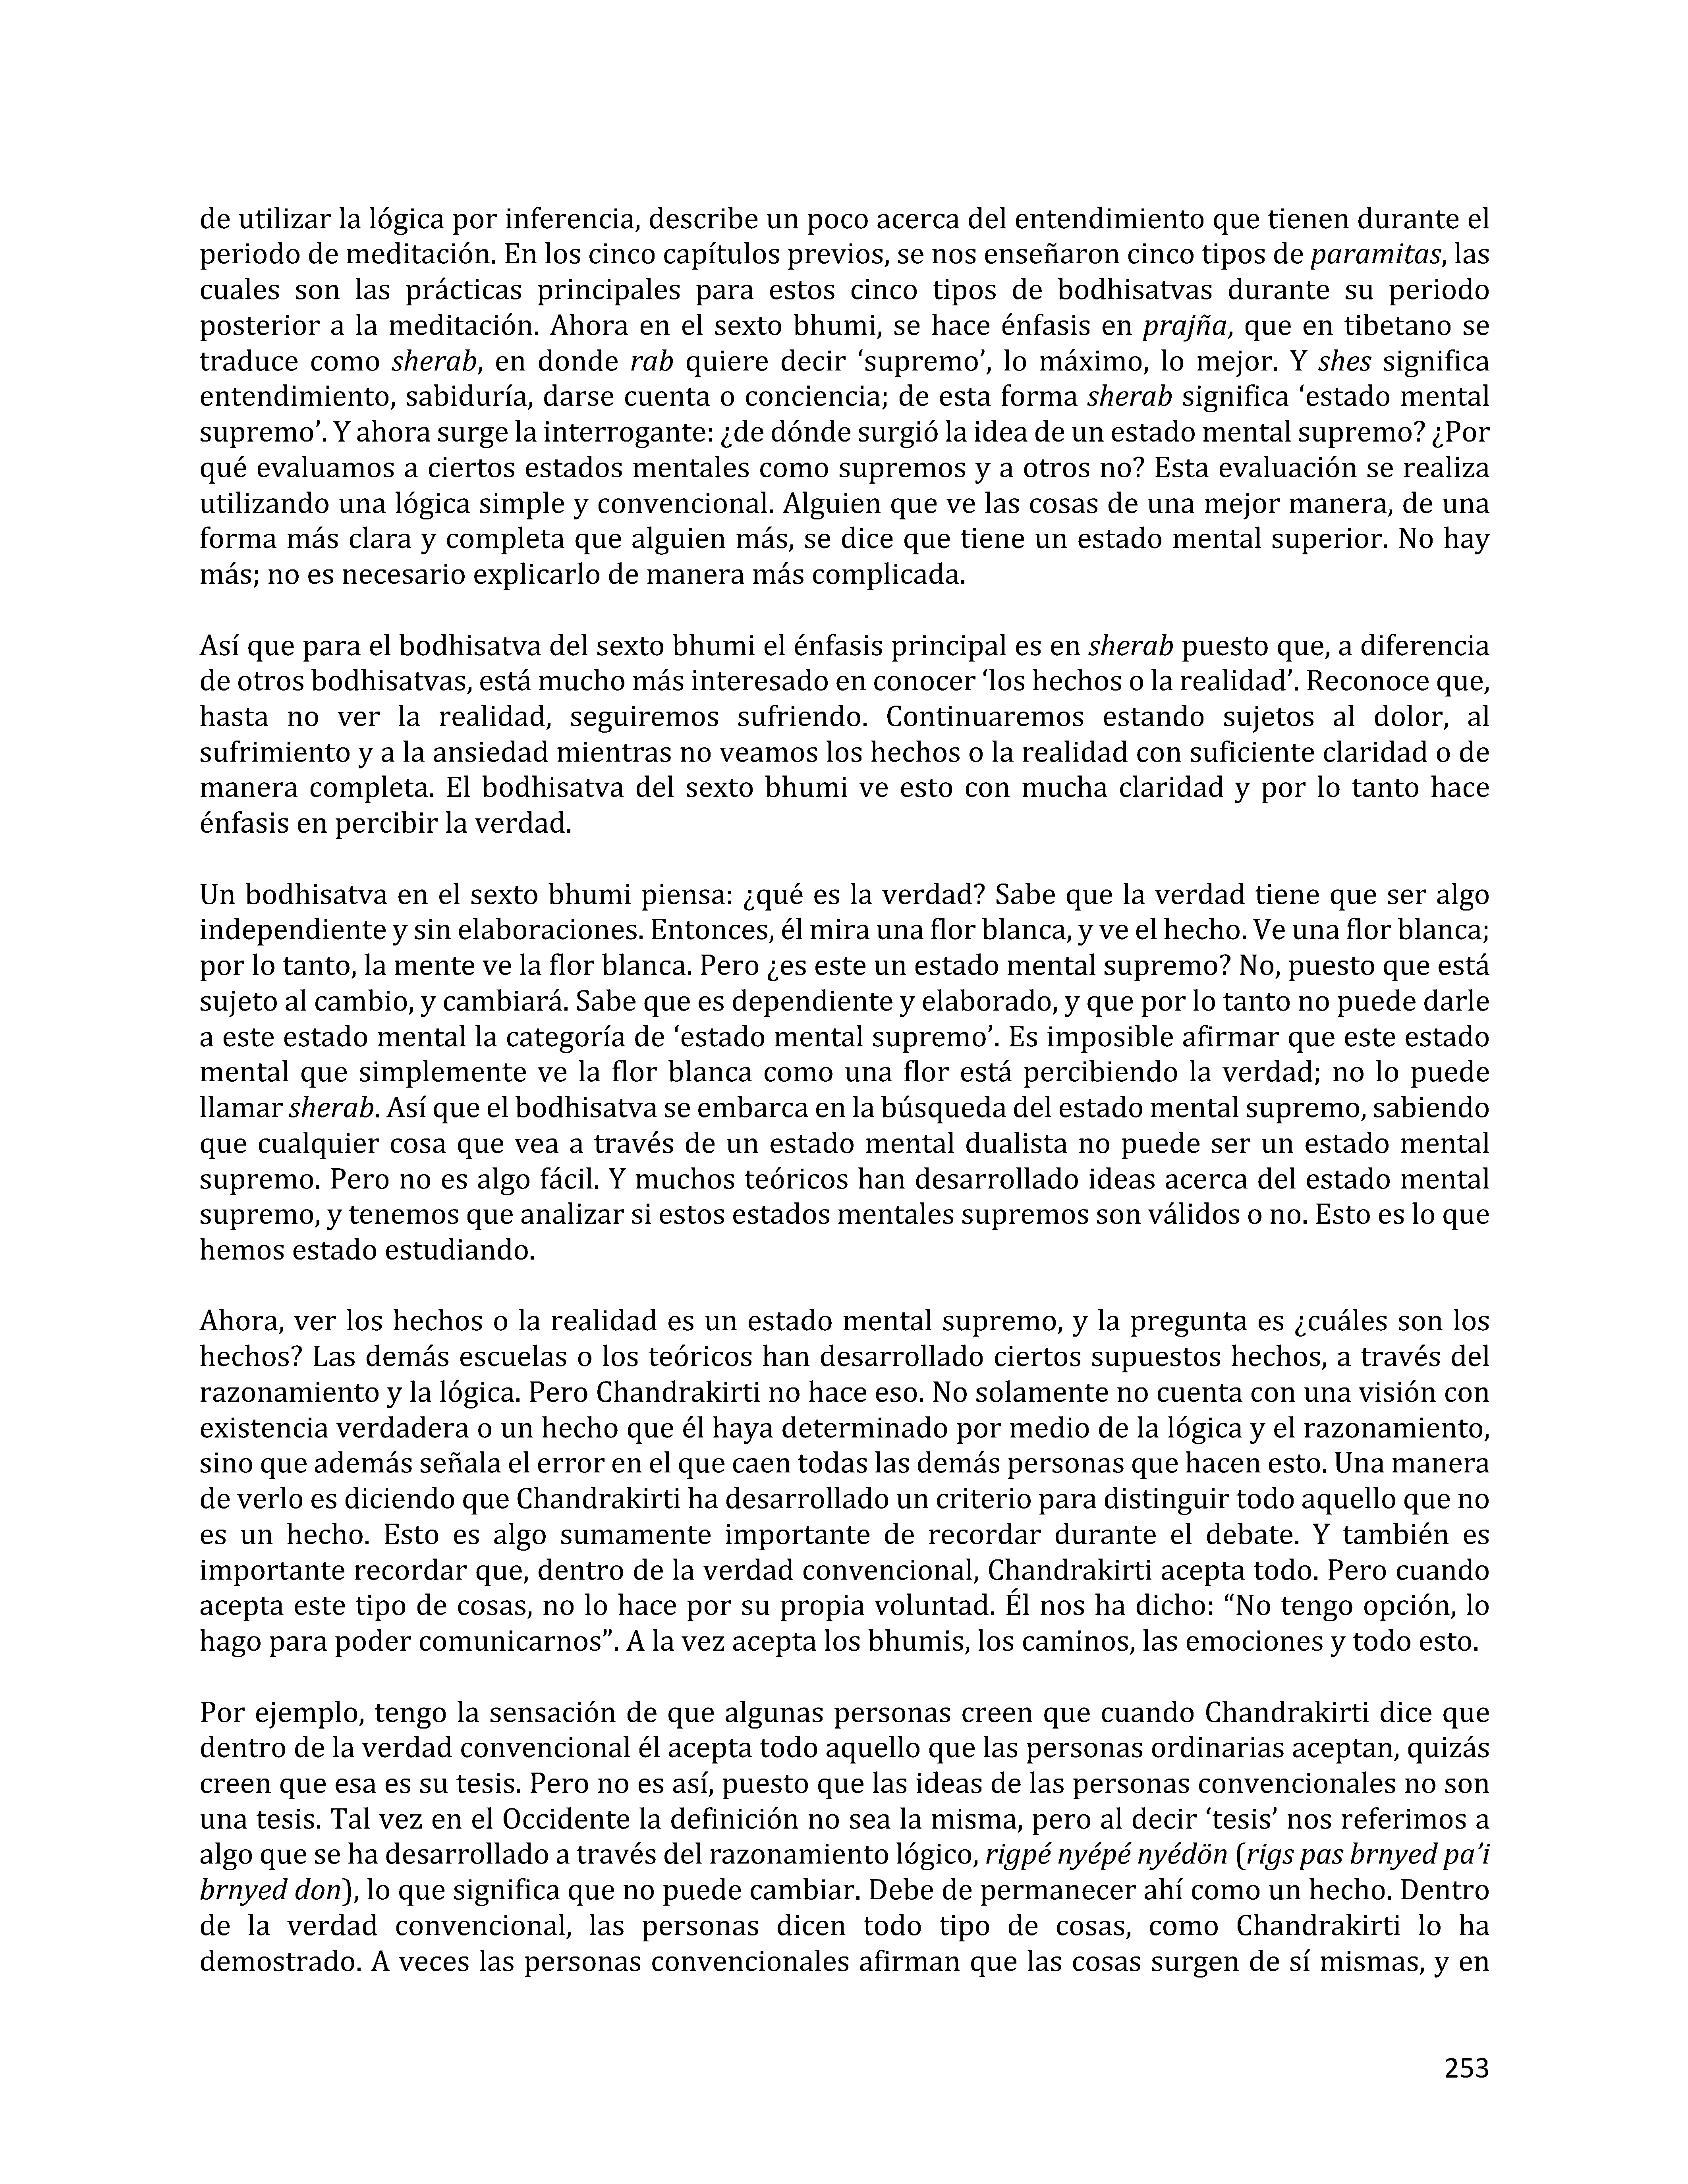 de utilizar la lógica por inferencia, describe un poco acerca del entendimiento que tienen durante el
periodo de meditación. En los cinco capítulos previos, se nos enseñaron cinco tipos de paramitas, las
cuales son las prácticas principales para estos cinco tipos de bodhisatvas durante su periodo
posterior a la meditación. Ahora en el sexto bhumi, se hace énfasis en prajña, que en tibetano se
traduce como sherab, en donde rab quiere decir ‘supremo’, lo máximo, lo mejor. Y shes significa
entendimiento, sabiduría, darse cuenta o conciencia; de esta forma sherab significa ‘estado mental
supremo’. Y ahora surge la interrogante: ¿de dónde surgió la idea de un estado mental supremo? ¿Por
qué evaluamos a ciertos estados mentales como supremos y a otros no? Esta evaluación se realiza
utilizando una lógica simple y convencional. Alguien que ve las cosas de una mejor manera, de una
forma más clara y completa que alguien más, se dice que tiene un estado mental superior. No hay
más; no es necesario explicarlo de manera más complicada.
Así que para el bodhisatva del sexto bhumi el énfasis principal es en sherab puesto que, a diferencia
de otros bodhisatvas, está mucho más interesado en conocer ‘los hechos o la realidad’. Reconoce que,
hasta no ver la realidad, seguiremos sufriendo. Continuaremos estando sujetos al dolor, al
sufrimiento y a la ansiedad mientras no veamos los hechos o la realidad con suficiente claridad o de
manera completa. El bodhisatva del sexto bhumi ve esto con mucha claridad y por lo tanto hace
énfasis en percibir la verdad.
Un bodhisatva en el sexto bhumi piensa: ¿qué es la verdad? Sabe que la verdad tiene que ser algo
independiente y sin elaboraciones. Entonces, él mira una flor blanca, y ve el hecho. Ve una flor blanca;
por lo tanto, la mente ve la flor blanca. Pero ¿es este un estado mental supremo? No, puesto que está
sujeto al cambio, y cambiará. Sabe que es dependiente y elaborado, y que por lo tanto no puede darle
a este estado mental la categoría de ‘estado mental supremo’. Es imposible afirmar que este estado
mental que simplemente ve la flor blanca como una flor está percibiendo la verdad; no lo puede
llamar sherab. Así que el bodhisatva se embarca en la búsqueda del estado mental supremo, sabiendo
que cualquier cosa que vea a través de un estado mental dualista no puede ser un estado mental
supremo. Pero no es algo fácil. Y muchos teóricos han desarrollado ideas acerca del estado mental
supremo, y tenemos que analizar si estos estados mentales supremos son válidos o no. Esto es lo que
hemos estado estudiando.
Ahora, ver los hechos o la realidad es un estado mental supremo, y la pregunta es ¿cuáles son los
hechos? Las demás escuelas o los teóricos han desarrollado ciertos supuestos hechos, a través del
razonamiento y la lógica. Pero Chandrakirti no hace eso. No solamente no cuenta con una visión con
existencia verdadera o un hecho que él haya determinado por medio de la lógica y el razonamiento,
sino que además señala el error en el que caen todas las demás personas que hacen esto. Una manera
de verlo es diciendo que Chandrakirti ha desarrollado un criterio para distinguir todo aquello que no
es un hecho. Esto es algo sumamente importante de recordar durante el debate. Y también es
importante recordar que, dentro de la verdad convencional, Chandrakirti acepta todo. Pero cuando
acepta este tipo de cosas, no lo hace por su propia voluntad. Él nos ha dicho: “No tengo opción, lo
hago para poder comunicarnos”. A la vez acepta los bhumis, los caminos, las emociones y todo esto.
Por ejemplo, tengo la sensación de que algunas personas creen que cuando Chandrakirti dice que
dentro de la verdad convencional él acepta todo aquello que las personas ordinarias aceptan, quizás
creen que esa es su tesis. Pero no es así, puesto que las ideas de las personas convencionales no son
una tesis. Tal vez en el Occidente la definición no sea la misma, pero al decir ‘tesis’ nos referimos a
algo que se ha desarrollado a través del razonamiento lógico, rigpé nyépé nyédön (rigs pas brnyed pa’i
brnyed don), lo que significa que no puede cambiar. Debe de permanecer ahí como un hecho. Dentro
de la verdad convencional, las personas dicen todo tipo de cosas, como Chandrakirti lo ha
demostrado. A veces las personas convencionales afirman que las cosas surgen de sí mismas, y en
253